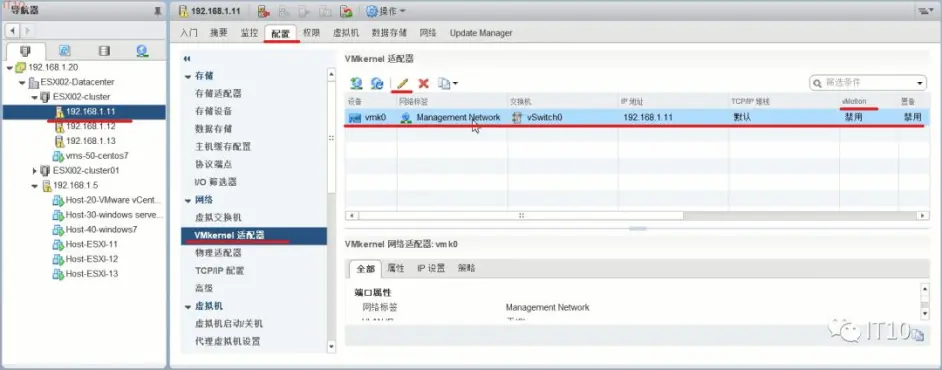 导航器
192.168.1.20
ESXI02-Datacenter
ESXI02-cluster
192.168.1.11
192.168.1.12
192.168.1.13
vms-50-centos7
ESXI02-cluster01
192.168.1.5
Host-20-VMware vCent...
Host-30-windows serve...
Host-40-windows7
Host-ESXI-11
Host-ESXI-12
Host-ESXI-13
192.168.1.11 操作
入门 摘要 监控 配置 权限 虚拟机 数据存储 网络 Update Manager
存储
存储适配器
存储设备
数据存储
主机缓存配置
协议端点
I/O 筛选器
网络
虚拟交换机
VMkernel 适配器
物理适配器
TCP/IP 配置
高级
虚拟机
虚拟机启动/关机
代理虚拟机设置
VMkernel 适配器
筛选条件
设备 网络标签 交换机 IP 地址 TCP/IP 堆栈 vMotion 置备
vmk0 Management Network vSwitch0 192.168.1.11 默认 禁用 禁用
VMkernel 网络适配器: vmk0
全部 属性 IP 设置 策略
端口属性
网络标签 Management Network
IT10